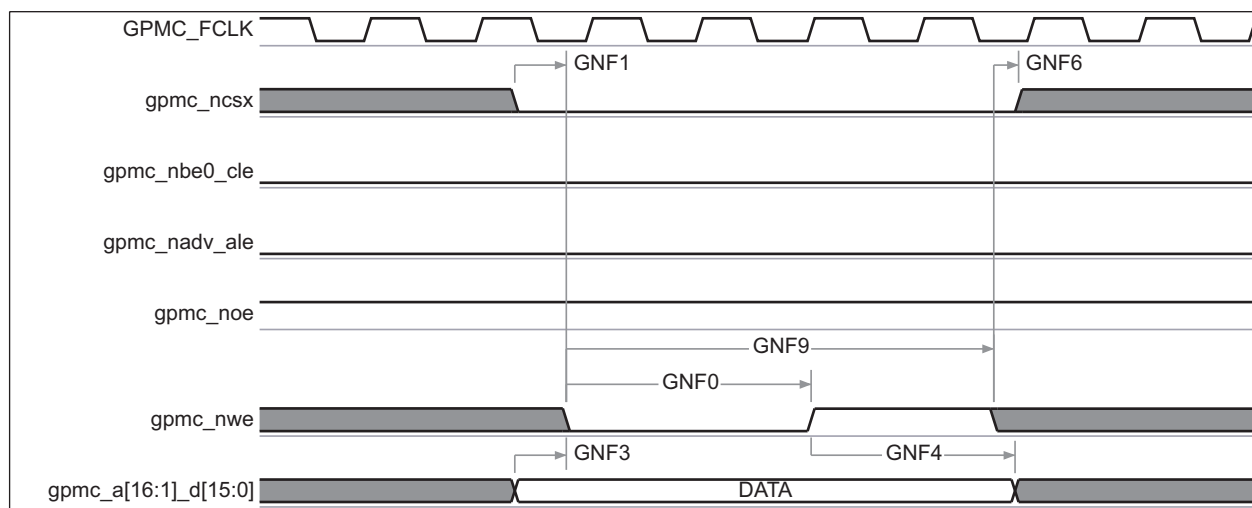 GPMC_FCLK
GNF1
GNF6
gpmc_ncsx
gpmc_nbe0_cle
gpmc_nadv_ale
gpmc_noe
GNF9
GNF0
gpmc_nwe
GNF3
GNF4
gpmc_a[16:1]_d[15:0]
DATA